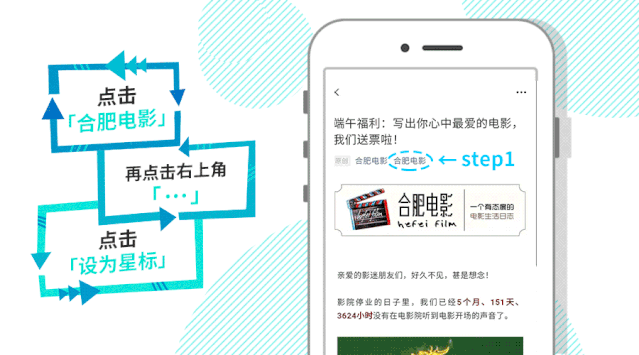 点击
「合肥电影」
再点击右上角
「···」
点击
「设为星标」
端午福利：写出你心中最爱的电影，
我们送票啦！
原创 合肥电影 合肥电影 ← step1
合肥电影
hefei film
一个有态度的
电影生活日志
亲爱的影迷朋友们，好久不见，甚是想念！
影院停业的日子里，我们已经5个月、151天、
3624小时没有在电影院听到电影开场的声音了。